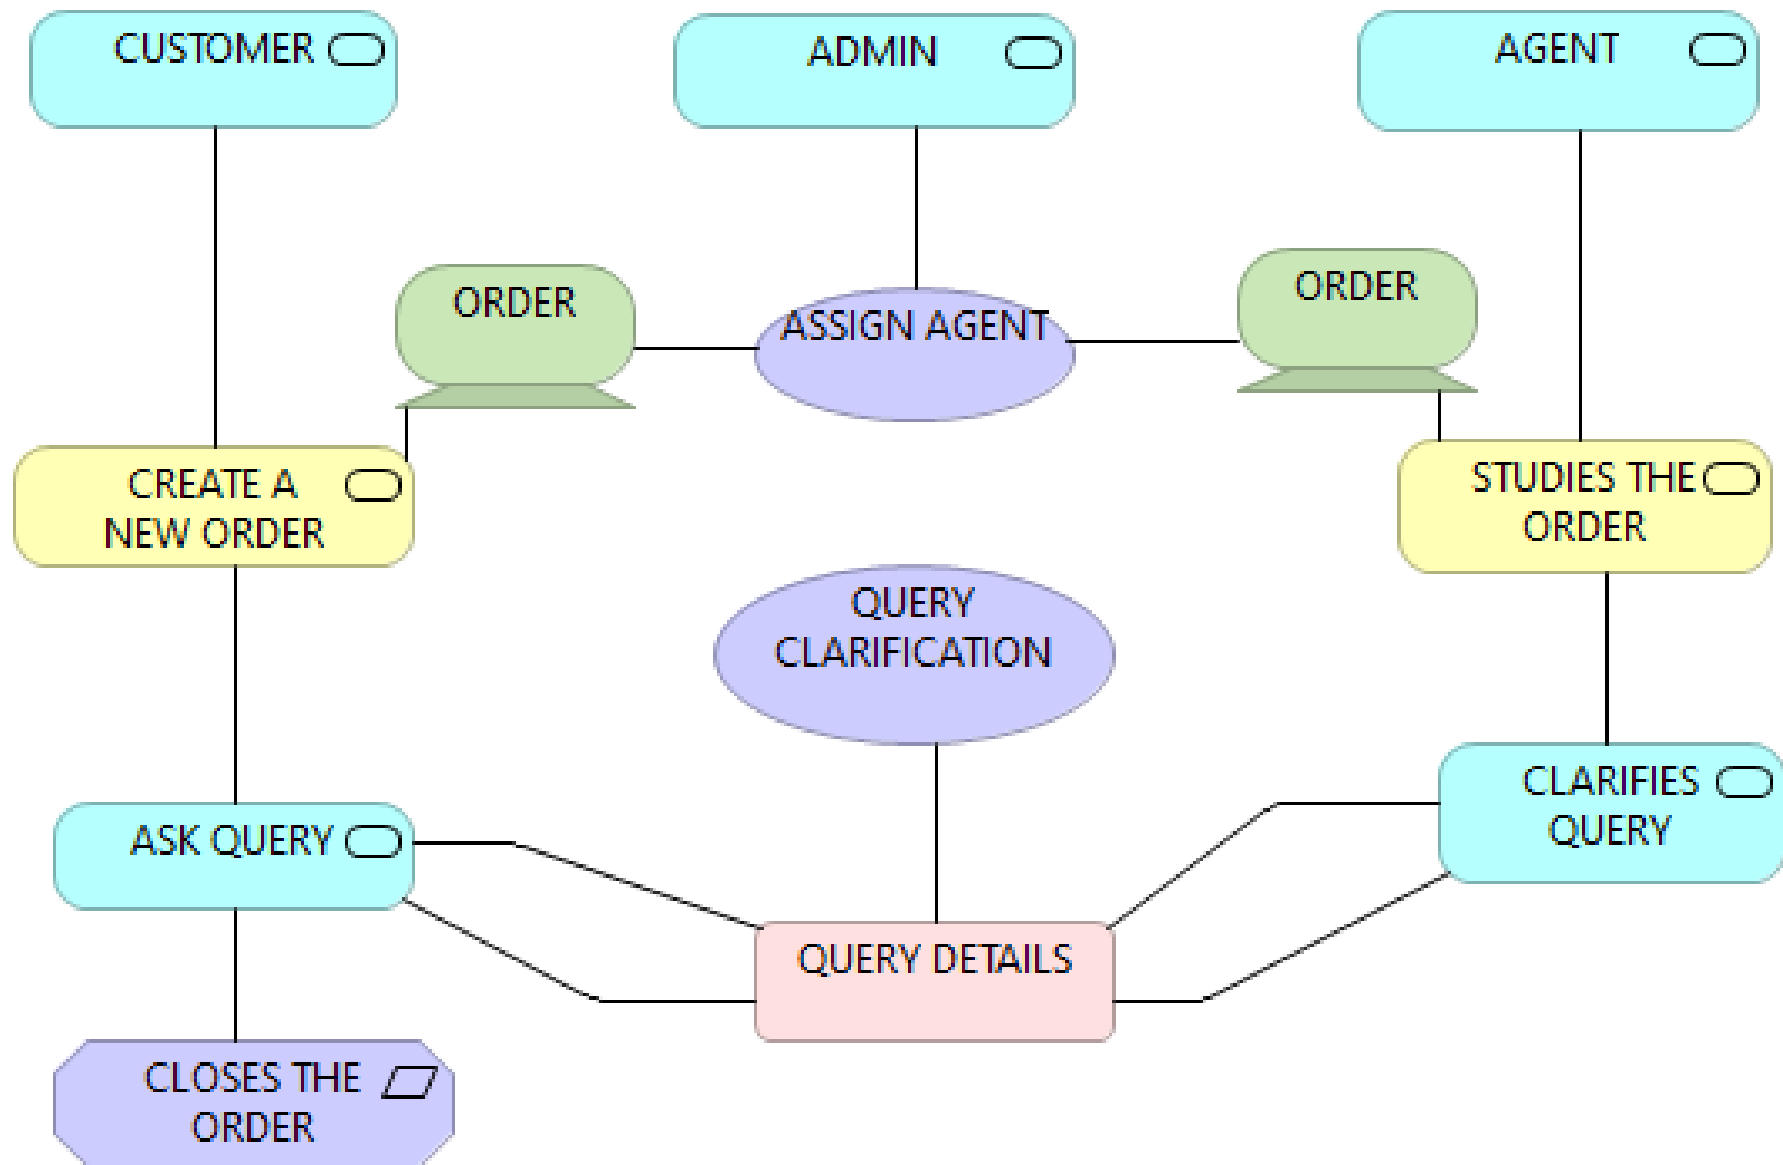 CUSTOMER
ADMIN
AGENT
ORDER
ASSIGN AGENT
ORDER
CREATE A
NEW ORDER
STUDIES THE
ORDER
QUERY
CLARIFICATION
CLARIFIES
QUERY
ASK QUERY
QUERY DETAILS
CLOSES THE
ORDER